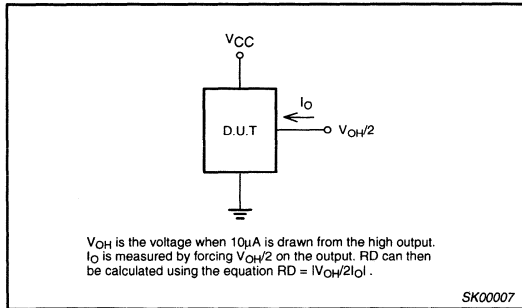 VCC
IO
D.U.T
VOH/2
VOH is the voltage when 10µA is drawn from the high output.
IO is measured by forcing VOH/2 on the output. RD can then
be calculated using the equation RD = |VOH/2IO| .
SK00007